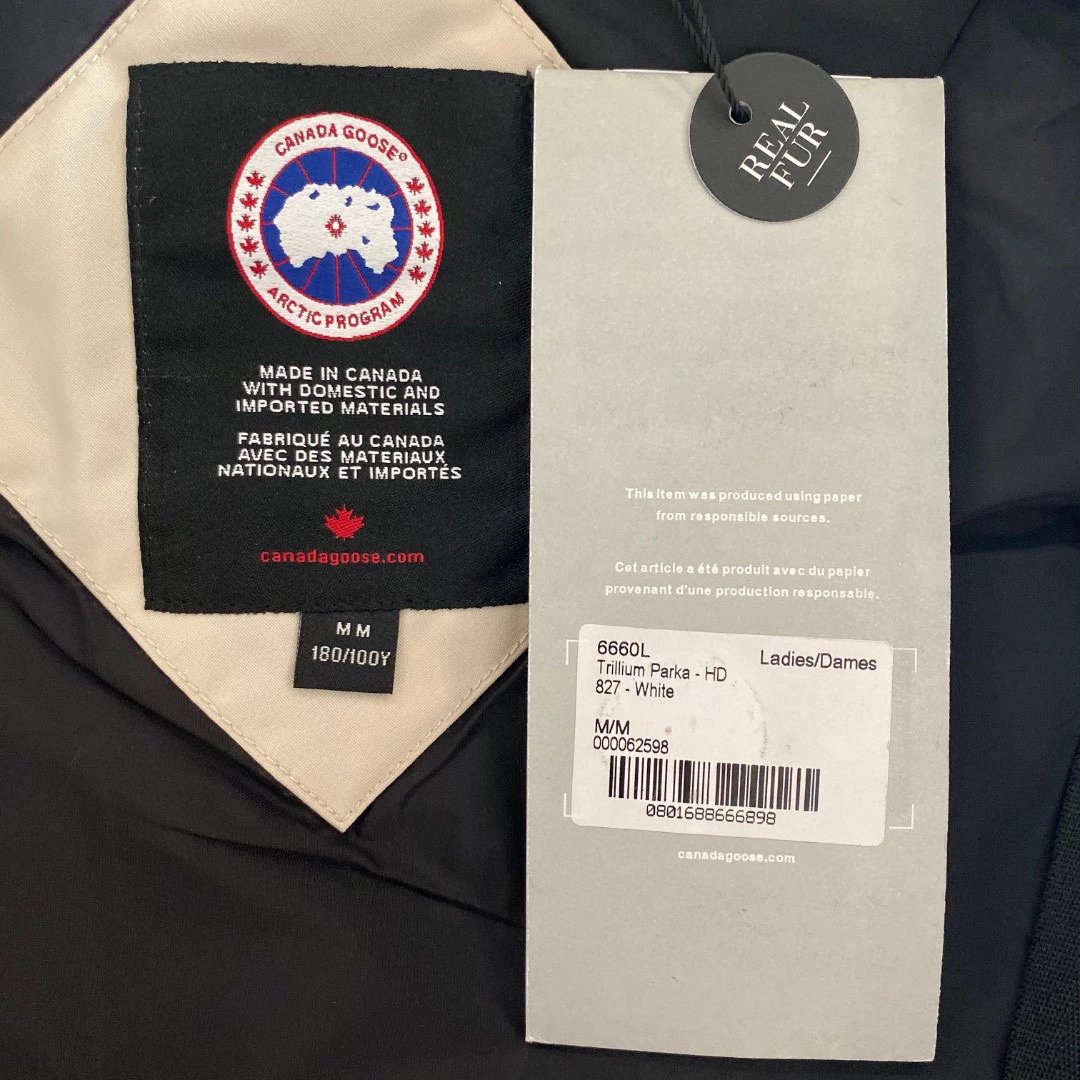 CANADA GOOSE®
ARCTIC PROGRAM
MADE IN CANADA
WITH DOMESTIC AND
IMPORTED MATERIALS
FABRIQUÉ AU CANADA
AVEC DES MATERIAUX
NATIONAUX ET IMPORTÉS
canadagoose.com
M M
180/100Y
REAL
FUR
This item was produced using paper
from responsible sources.
Cet article a été produit avec du papier
provenant d'une production responsable.
6660L Ladies/Dames
Trillium Parka - HD
827 - White
M/M
000062598
0801688666898
canadagoose.com